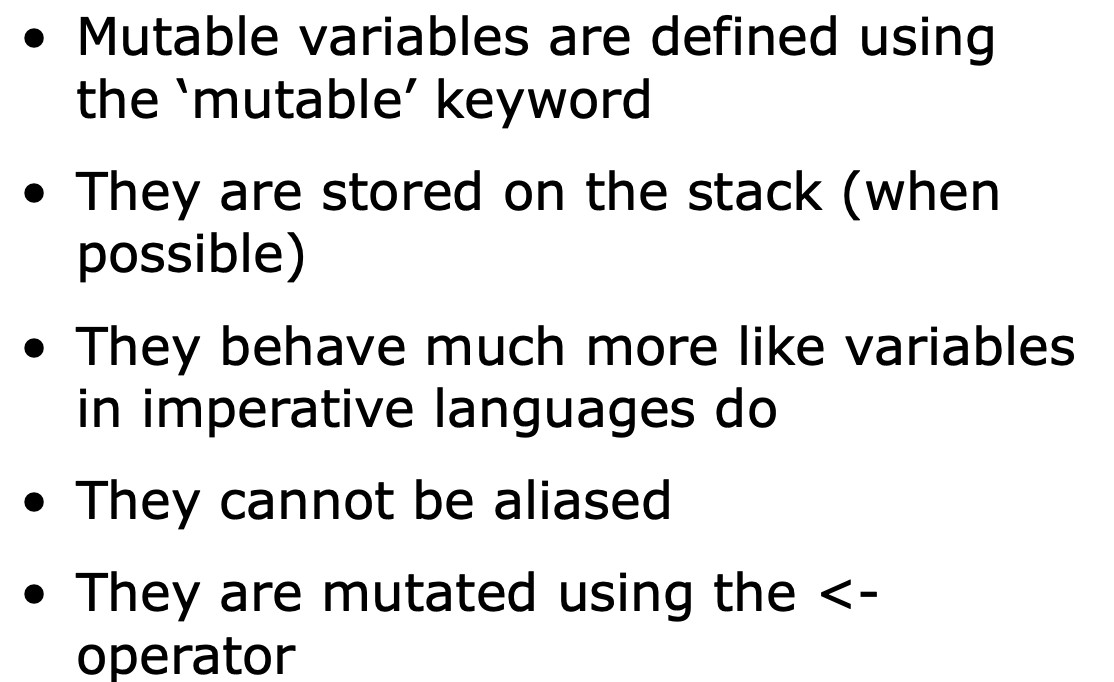 • Mutable variables are defined using
the ‘mutable’ keyword
• They are stored on the stack (when
possible)
• They behave much more like variables
in imperative languages do
• They cannot be aliased
• They are mutated using the <-
operator